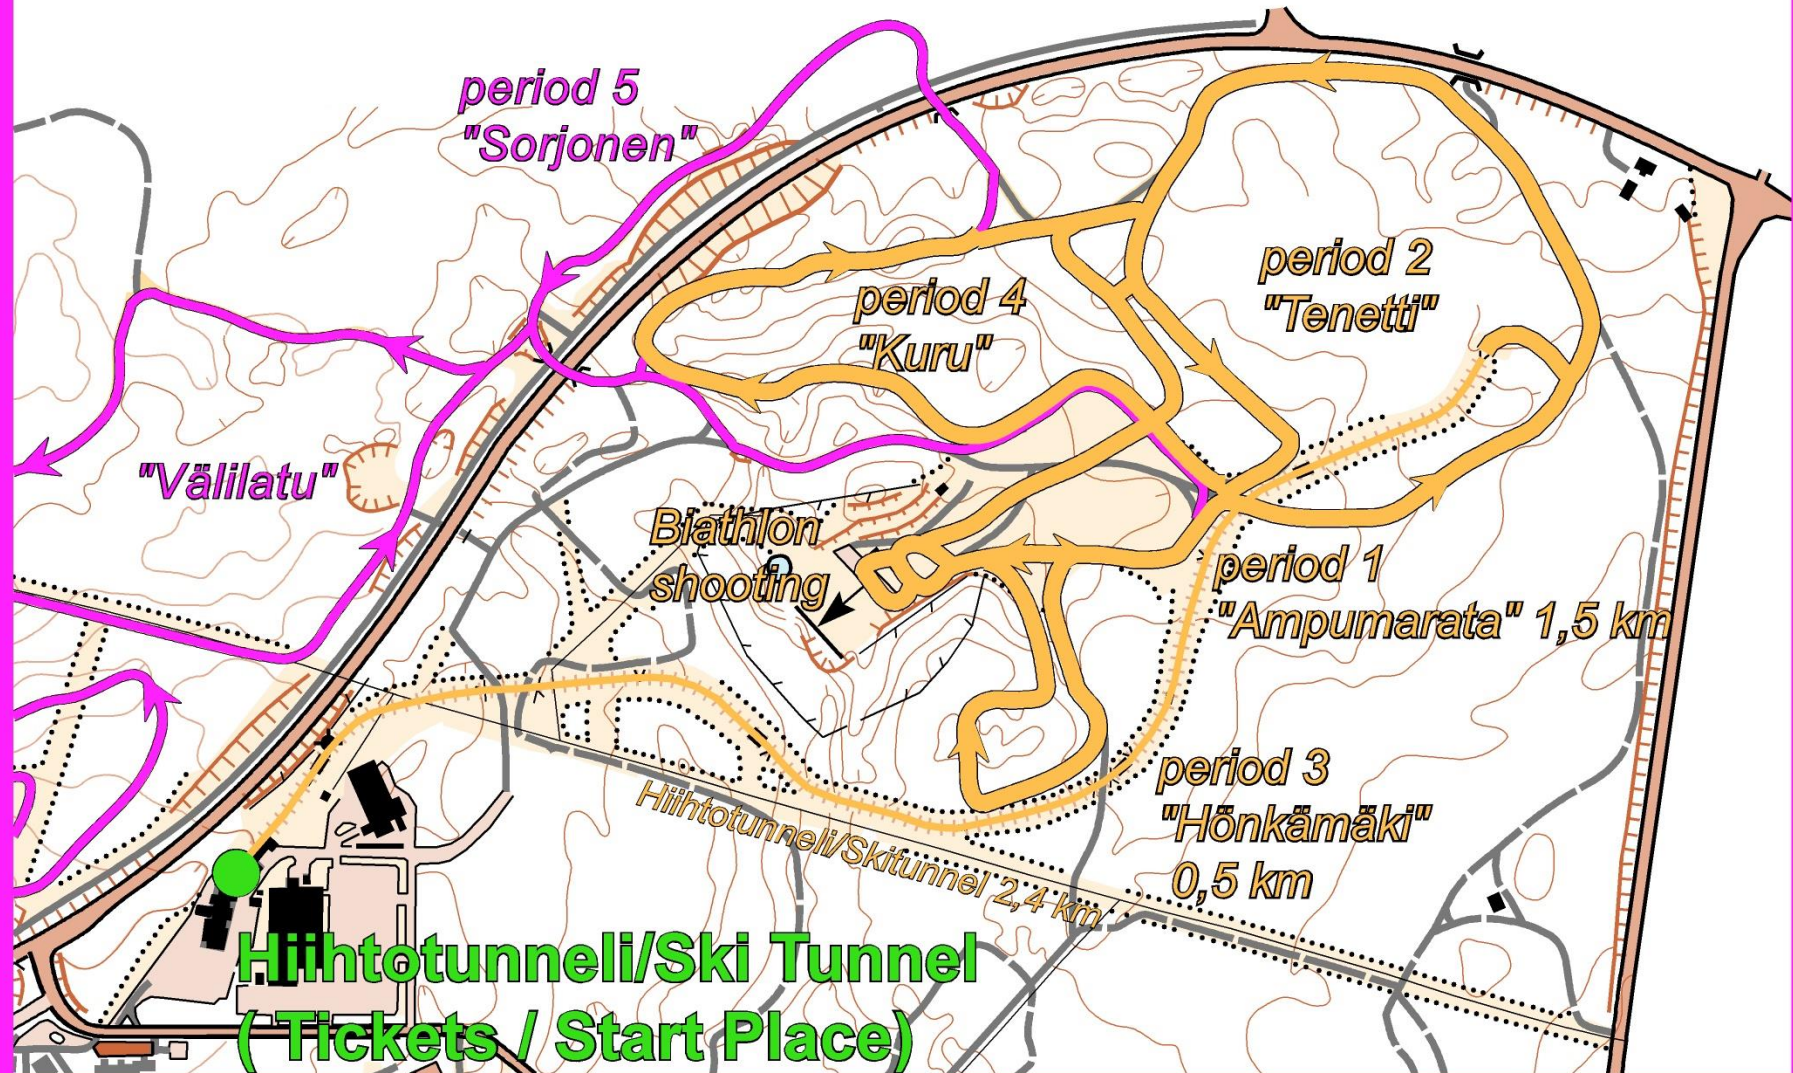 period 5
"Sorjonen"
period 2
"Tenetti"
period 4
"Kuru"
"Välilatu"
Biathlon
shooting
period 1
"Ampumarata" 1,5 km
period 3
"Hönkämäki"
0,5 km
Hiihtotunneli/Skitunnel 2,4 km
Hiihtotunneli/Ski Tunnel
( Tickets / Start Place)